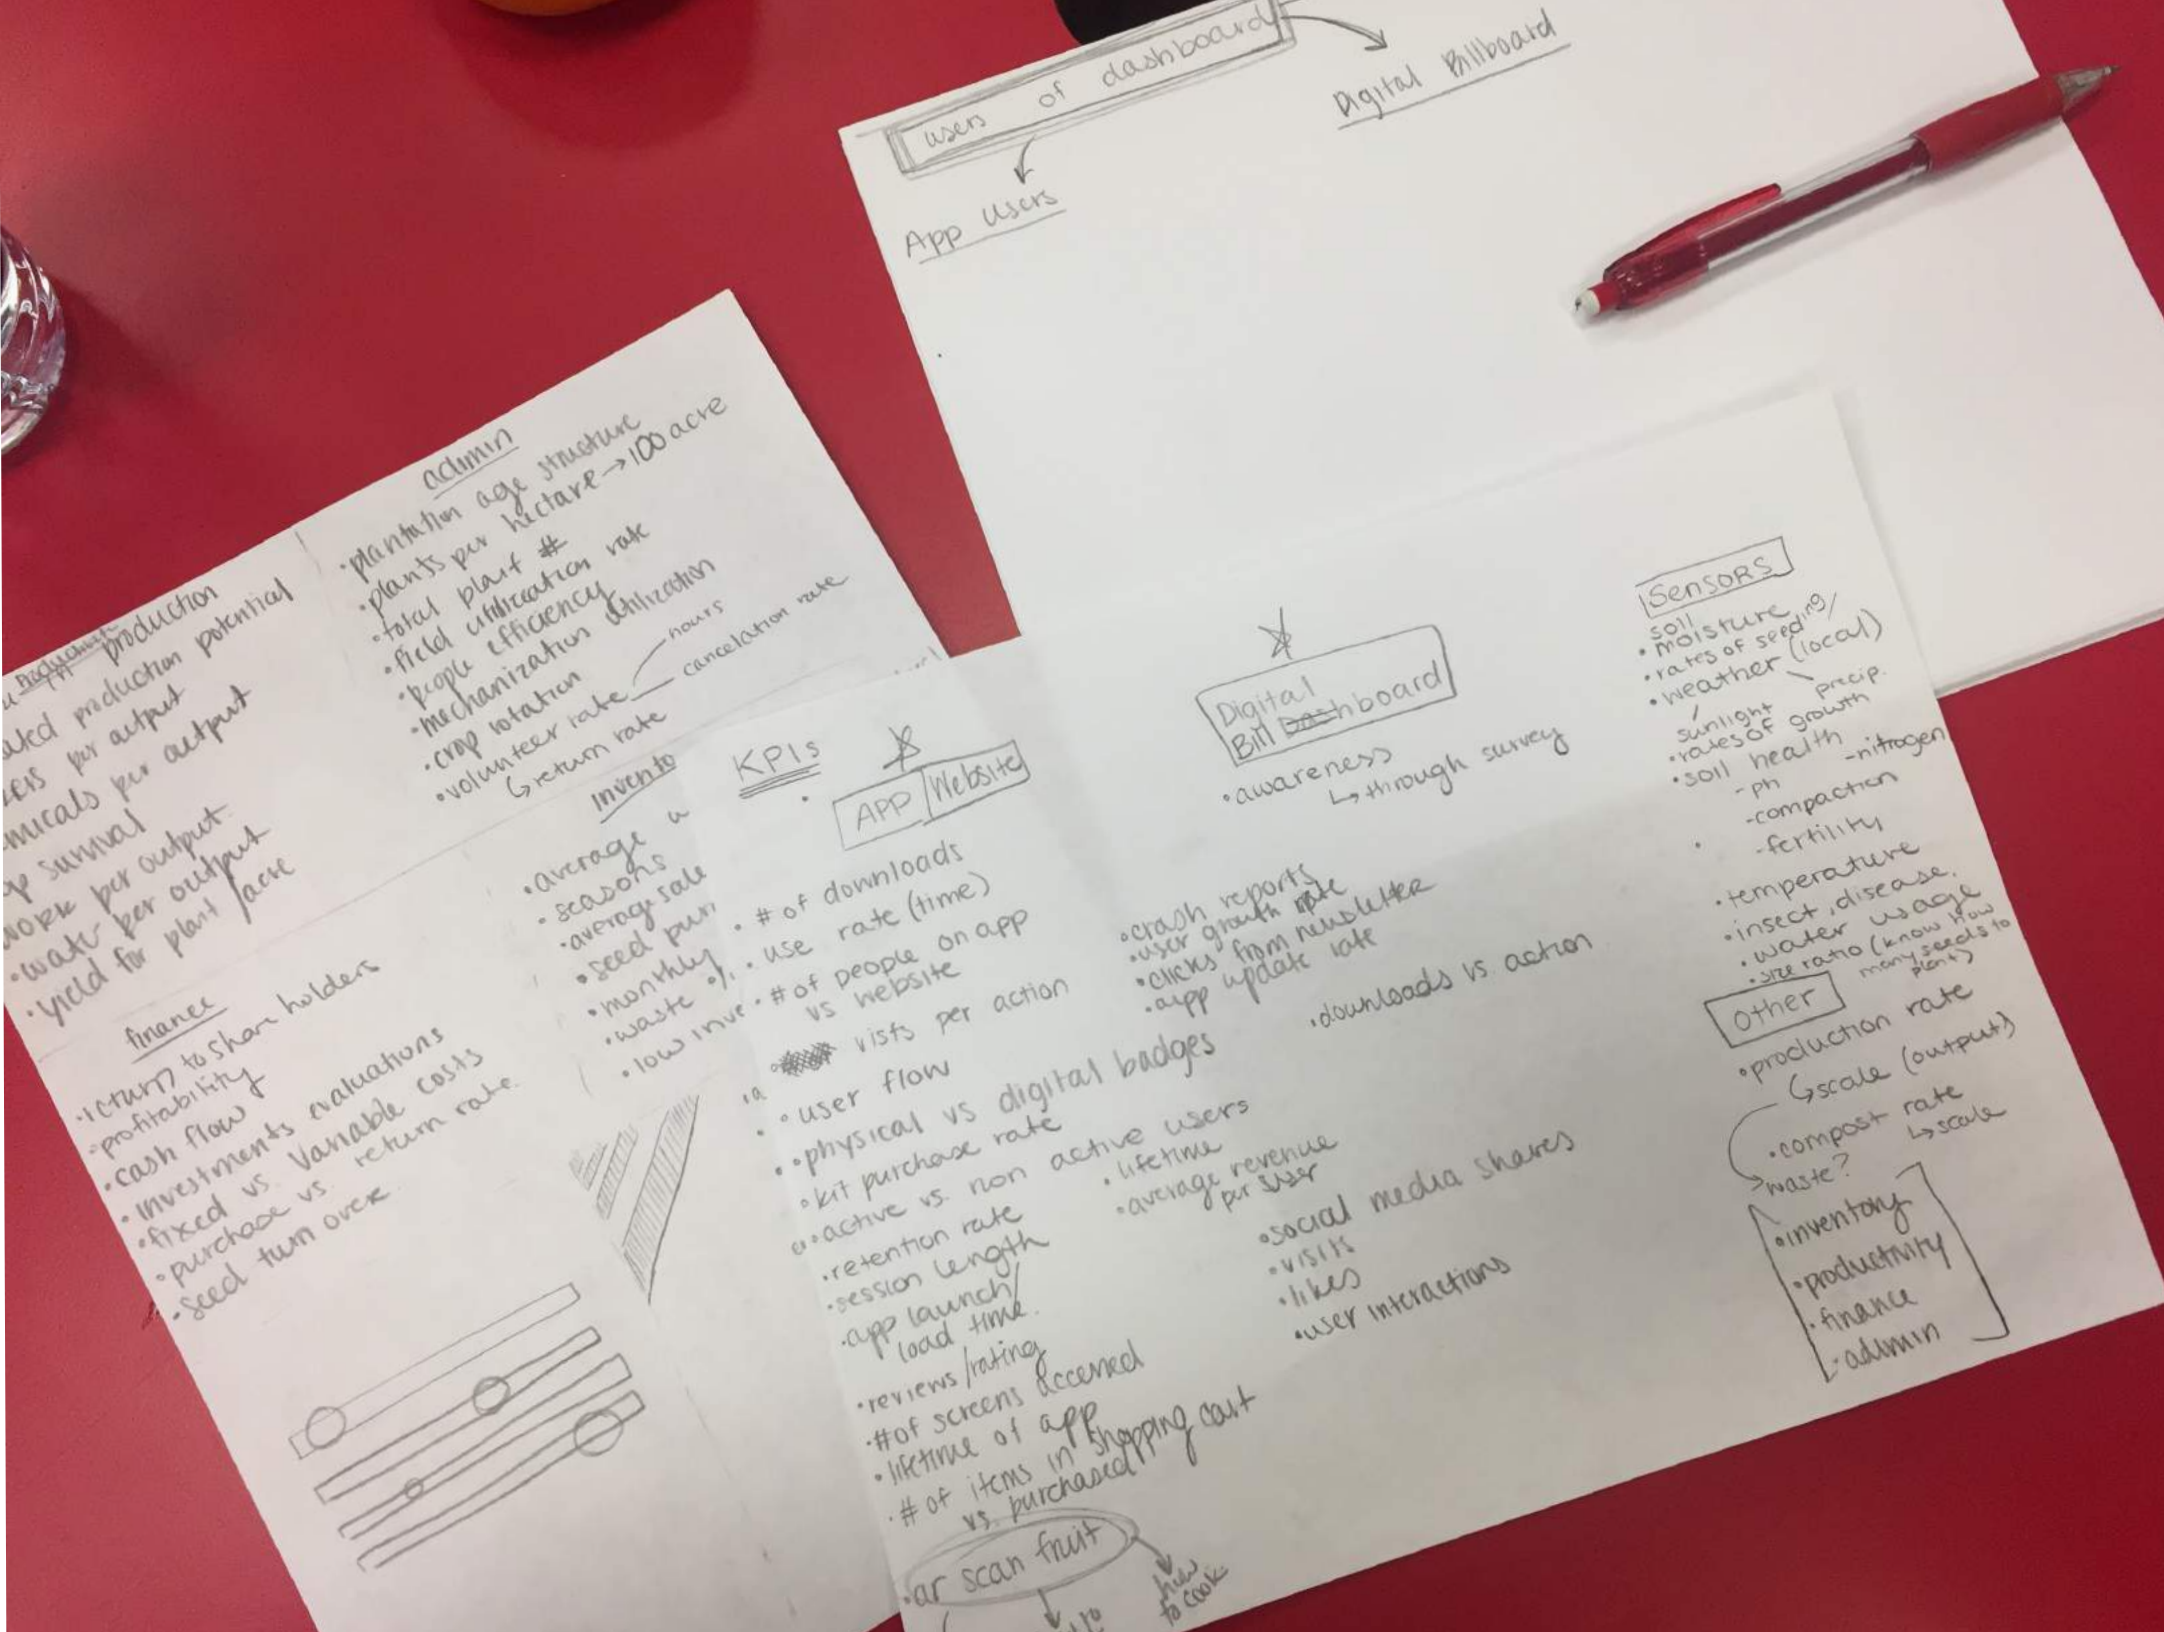 users of dashboard
Digital Billboard
App users
production
production potential
per output
per output
survival
work per output
water per output
yield for plant /acre
admin
plantation age structure
plants per hectare → 100 acre
total plant #
field utilization rate
people efficiency
mechanization utilization
crop rotation
volunteer rate
hours
cancelation rate
return rate
finance
return to share holders
profitability
cash flow
investments evaluations
fixed vs. variable costs
purchase vs. return rate
seed turn over
invento
average
seasons
average sale
seed
monthly
waste %
low inve
KPIs
APP Website
# of downloads
use rate (time)
# of people on app
vs website
vists per action
user flow
physical vs digital badges
kit purchase rate
active vs. non active users
retention rate
session length
app launch/
load time.
reviews/rating
# of screens accessed
lifetime of app
# of items in shopping cart
vs. purchased
ar scan fruit
how
to cook
crash reports
user growth rate
clicks from newsletter
app update rate
downloads vs. action
lifetime
average revenue
per user
social media shares
visits
likes
user interactions
Digital
Bill board
awareness
↳ through survey
Sensors
soil
moisture
rates of seeding/
weather (local)
precip.
sunlight
rates of growth
soil health
-nitrogen
-ph
-compaction
-fertility
temperature
insect, disease,
water usage
size ratio (know how
many seeds to
plant)
Other
production rate
↳ scale (output)
compost rate
↳ scale
waste?
inventory
productivity
finance
admin